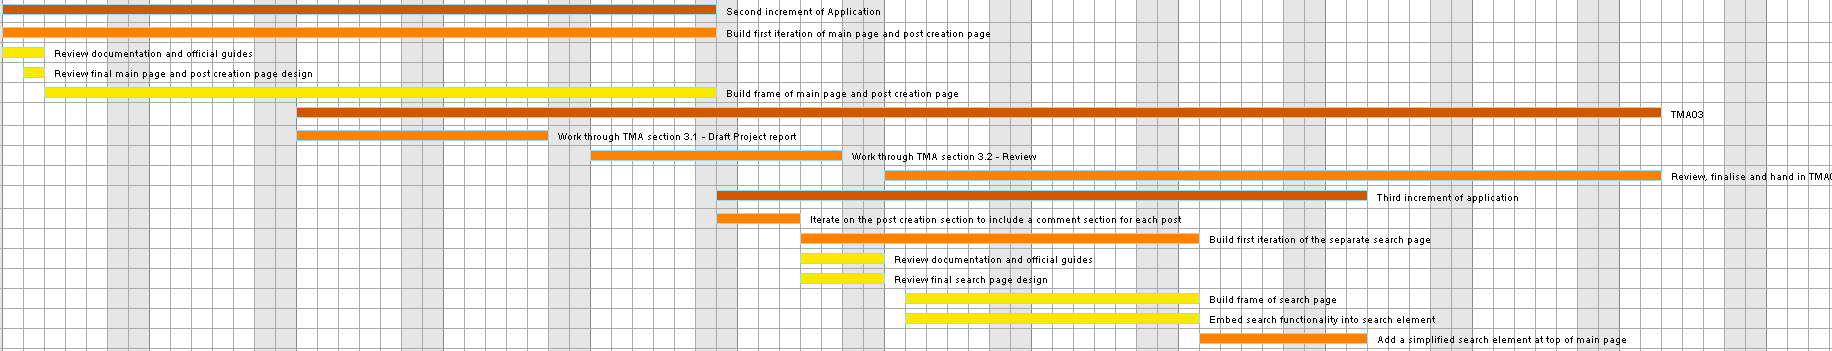 Second increment of Application
Build first iteration of main page and post creation page
Review documentation and official guides
Review final main page and post creation page design
Build frame of main page and post creation page
TMA03
Work through TMA section 3.1 - Draft Project report
Work through TMA section 3.2 - Review
Review, finalise and hand in TMA0
Third increment of application
Iterate on the post creation section to include a comment section for each post
Build first iteration of the separate search page
Review documentation and official guides
Review final search page design
Build frame of search page
Embed search functionality into search element
Add a simplified search element at top of main page